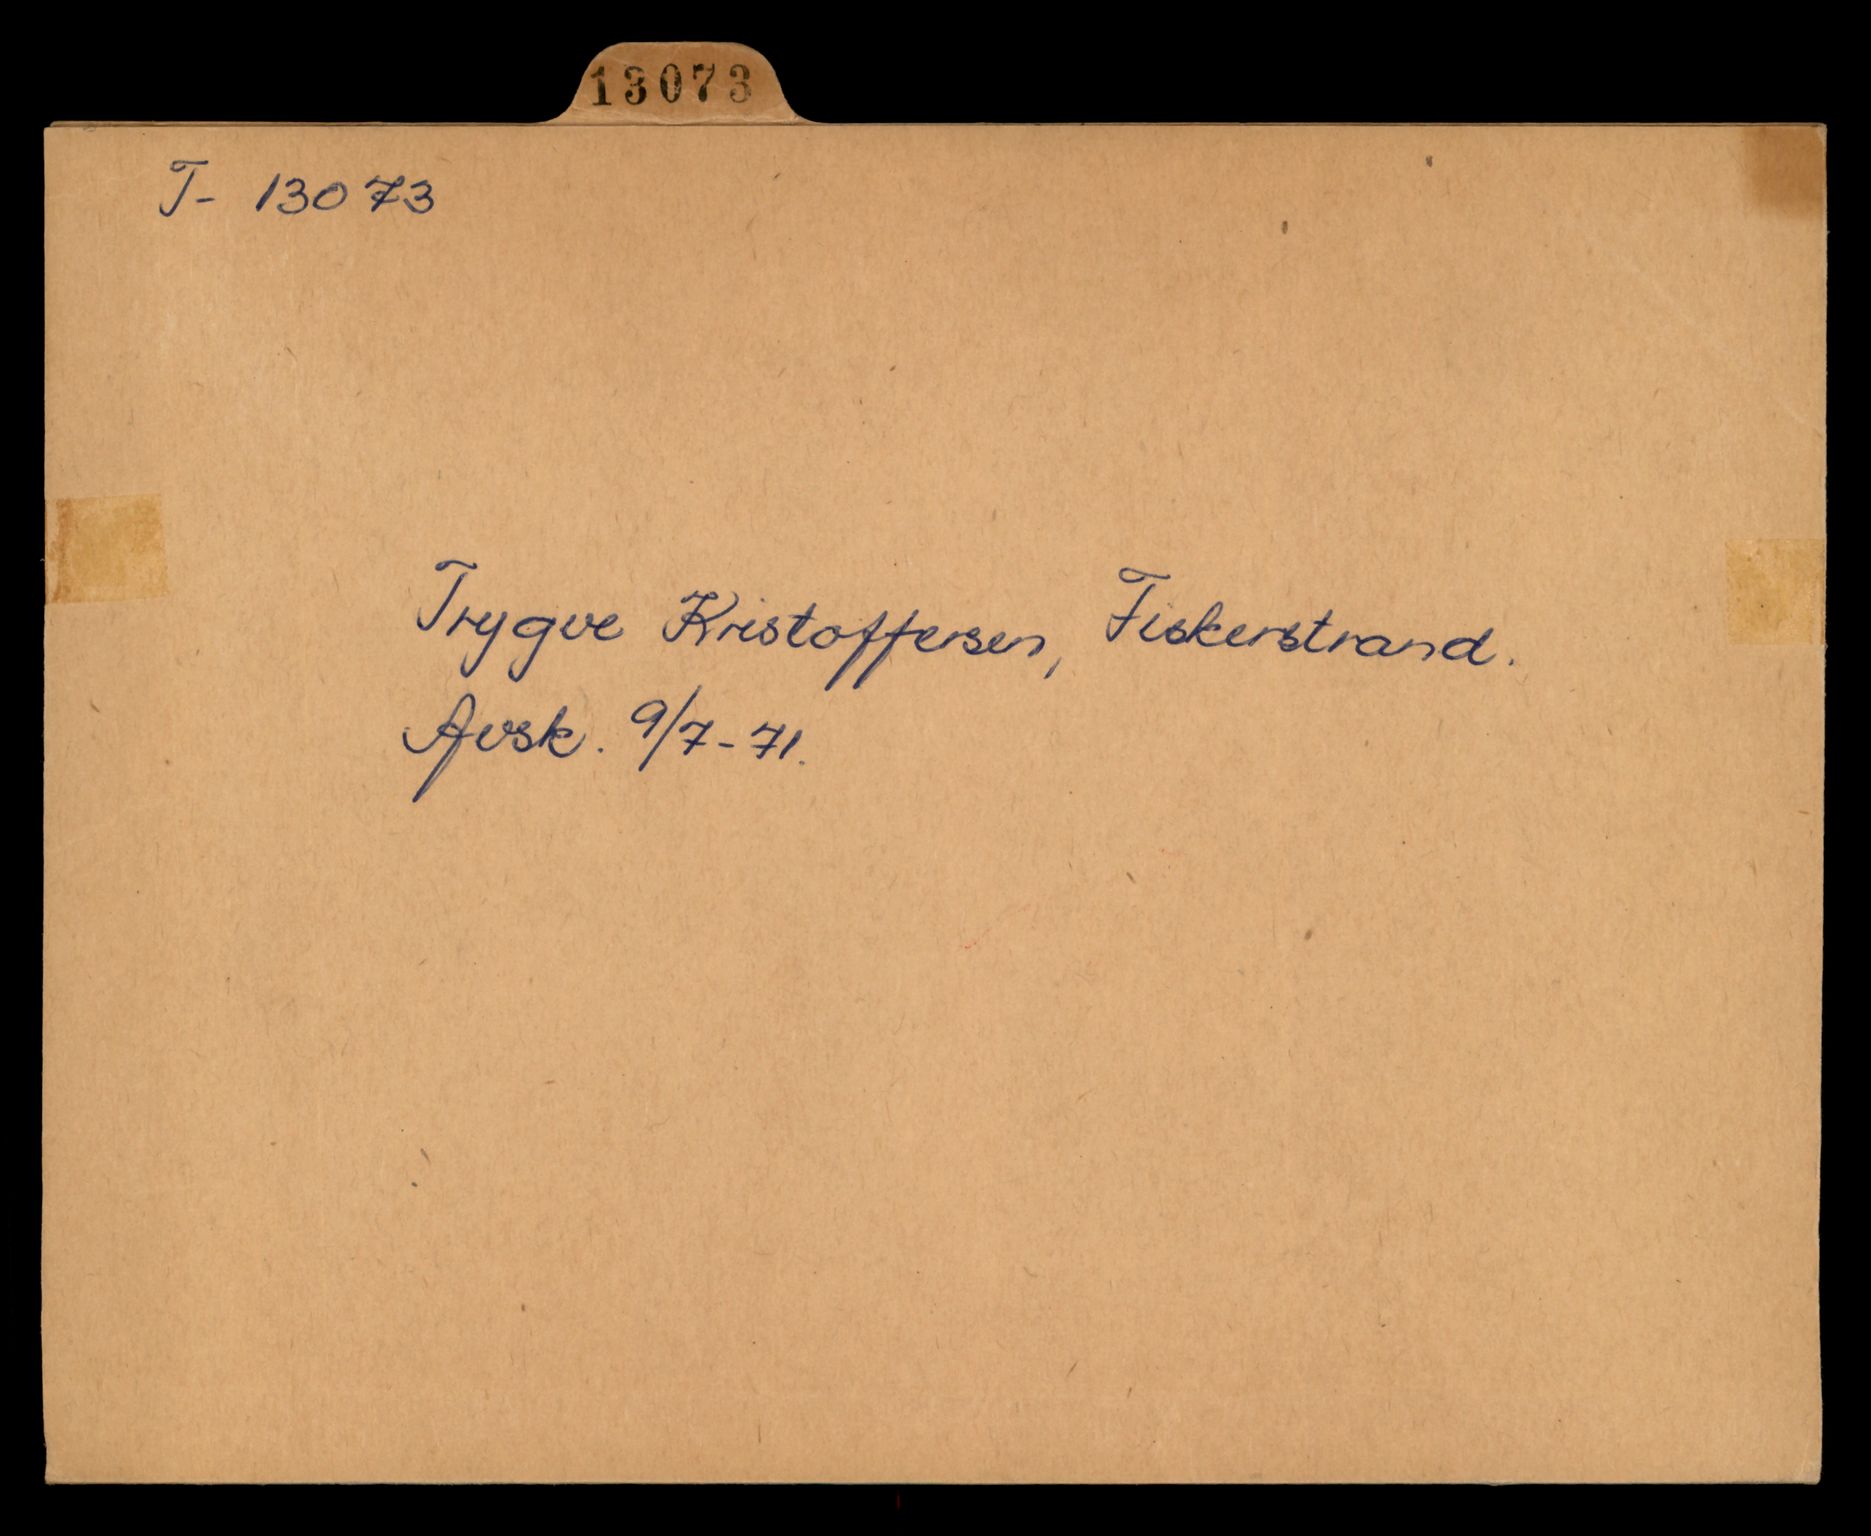 13073
T- 13073
Trygve Kristoffersen, Fiskerstrand.
Avsk. 9/7-71.